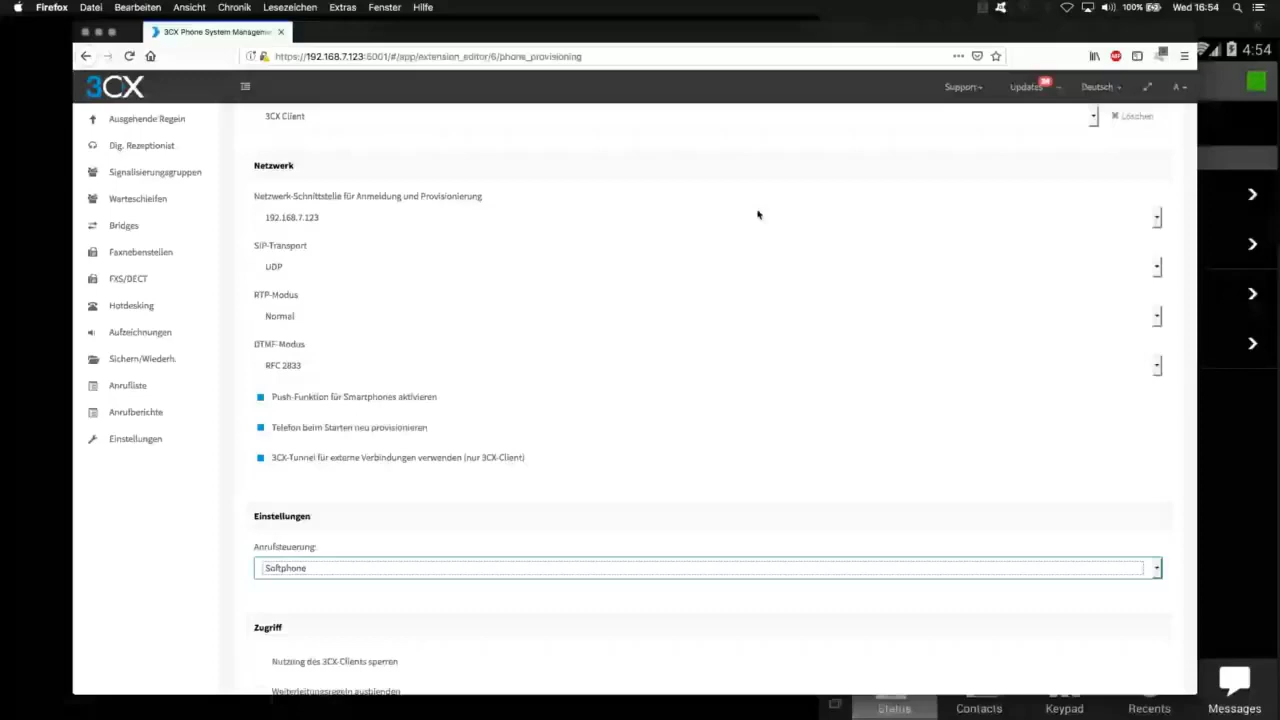 Firefox Datei Bearbeiten Ansicht Chronik Lesezeichen Extras Fenster Hilfe 100% Wed 16:54
3CX Phone System Manageme
4:54
https://192.168.7.123:5001/#/app/extension_editor/6/phone_provisioning
3CX Support Updates Deutsch A
3CX Client Löschen
Ausgehende Regeln
Dig. Rezeptionist
Signalisierungsgruppen
Warteschleifen
Bridges
Faxnebenstellen
FXS/DECT
Hotdesking
Aufzeichnungen
Sichern/Wiederh.
Anrufliste
Anrufberichte
Einstellungen
Netzwerk
Netzwerk-Schnittstelle für Anmeldung und Provisionierung
192.168.7.123
SIP-Transport
UDP
RTP-Modus
Normal
DTMF-Modus
RFC 2833
Push-Funktion für Smartphones aktivieren
Telefon beim Starten neu provisionieren
3CX-Tunnel für externe Verbindungen verwenden (nur 3CX-Client)
Einstellungen
Anrufsteuerung:
Softphone
Zugriff
Nutzung des 3CX-Clients sperren
Weiterleitungsregeln ausblenden
Status Contacts Keypad Recents Messages